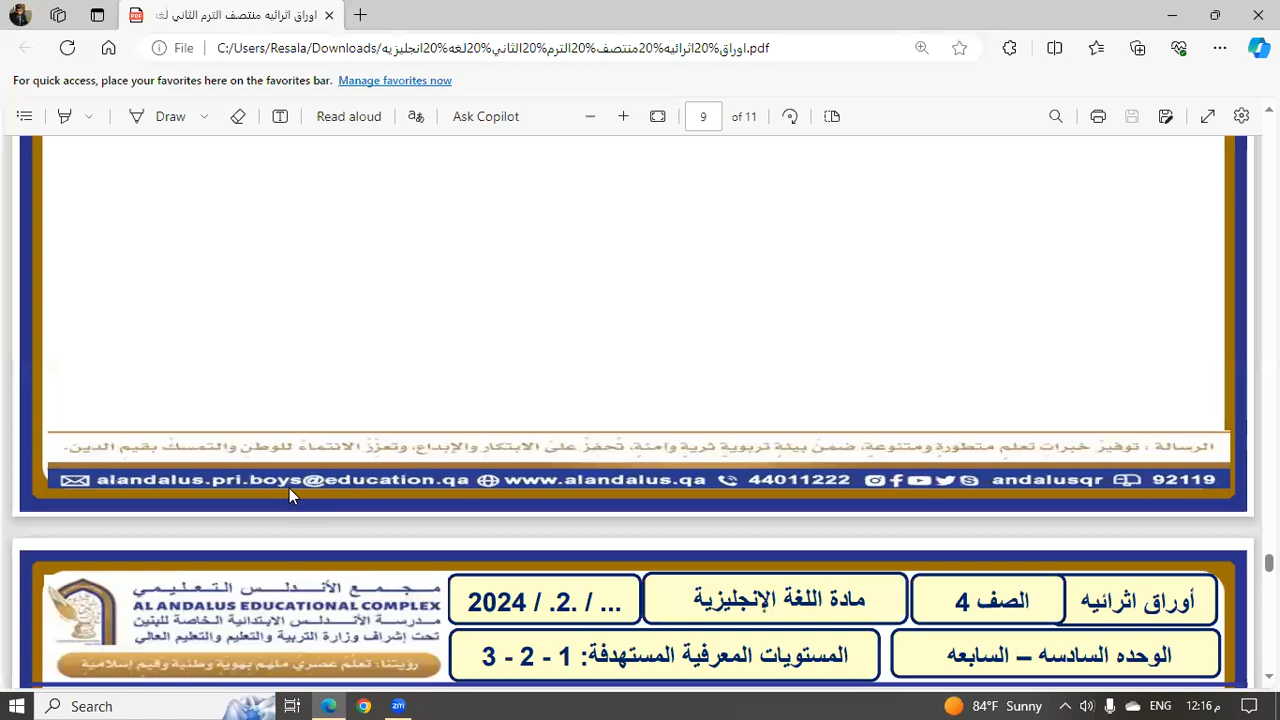 اوراق اثرائيه منتصف الترم الثاني لغ
File
C:/Users/Resala/Downloads/اوراق%20اثرائيه%20منتصف%20الترم%20الثاني%20لغه%20انجليزيه.pdf
For quick access, place your favorites here on the favorites bar. Manage favorites now
Draw
Read aloud
Ask Copilot
9 of 11
الرسالة : توفير خبرات تعلم متطورة ومتنوعة، ضمن بيئة تربوية ثرية وآمنة، تُحفزُ على الابتكار والإبداع، وتعزّزُ الانتماءَ للوطن والتمسك بقيم الدين.
alandalus.pri.boys@education.qa www.alandalus.qa 44011222 andalusqr 92119
أوراق اثرائيه
الصف 4
مادة اللغة الإنجليزية
2024 / .2. / ...
مجمع الأندلس التعليمي
AL ANDALUS EDUCATIONAL COMPLEX
مدرسة الأندلس الابتدائية الخاصة للبنين
تحت إشراف وزارة التربية والتعليم والتعليم العالي
الوحده السادسه – السابعه
المستويات المعرفية المستهدفة: 1 - 2 - 3
رؤيتنا: تعلّم عصريّ ملهم بهوية وطنية وقيم إسلامية
Search
84°F Sunny
ENG
12:16 م